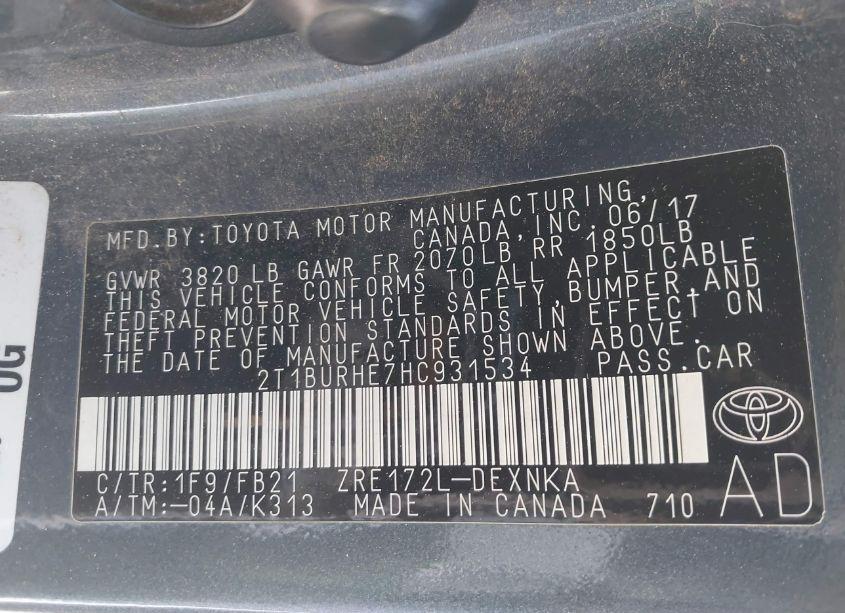 MFD.BY:TOYOTA MOTOR MANUFACTURING,
CANADA,INC. 06/17
GVWR 3820 LB GAWR FR 2070LB RR 1850LB
THIS VEHICLE CONFORMS TO ALL APPLICABLE
FEDERAL MOTOR VEHICLE SAFETY,BUMPER,AND
THEFT PREVENTION STANDARDS IN EFFECT ON
THE DATE OF MANUFACTURE SHOWN ABOVE.
2T1BURHE7HC931534 PASS.CAR
C/TR:1F9/FB21 ZRE172L-DEXNKA
A/TM:-04A/K313 MADE IN CANADA 710
AD
OG